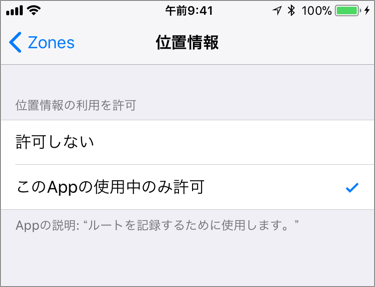 午前9:41
100%
Zones
位置情報
位置情報の利用を許可
許可しない
このAppの使用中のみ許可
Appの説明: “ルートを記録するために使用します。”